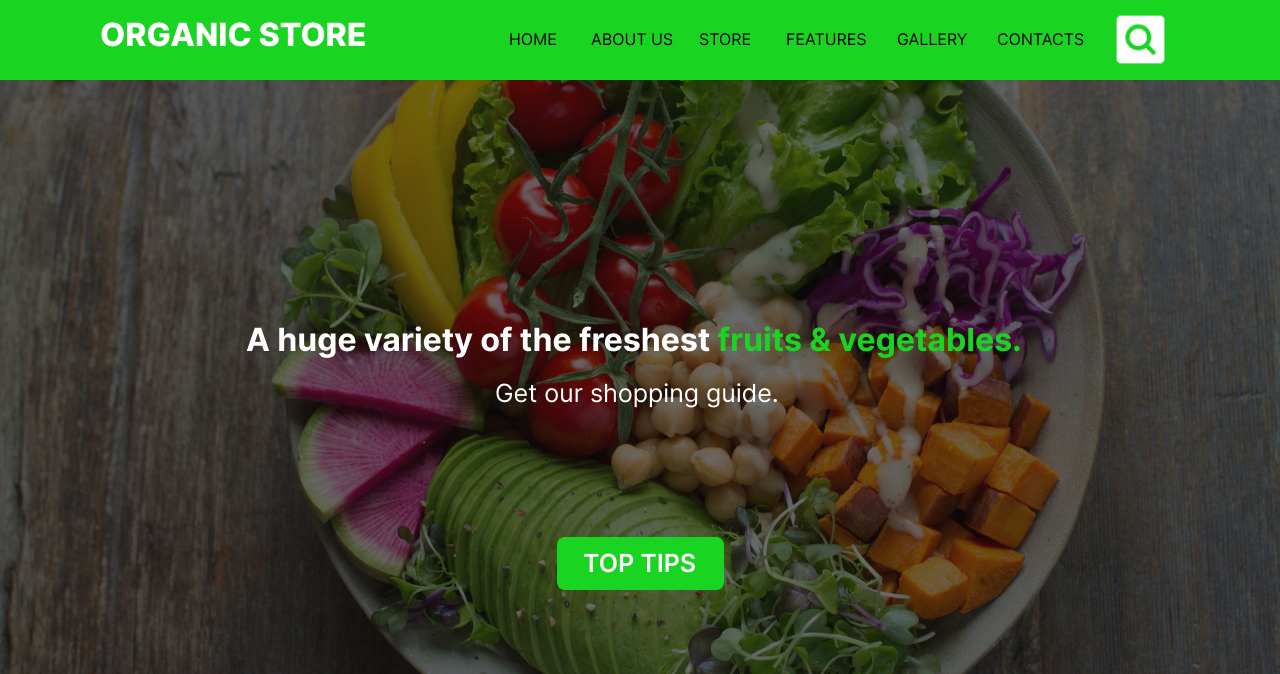 ORGANIC STORE
HOME ABOUT US STORE FEATURES GALLERY CONTACTS
A huge variety of the freshest fruits & vegetables.
Get our shopping guide.
TOP TIPS